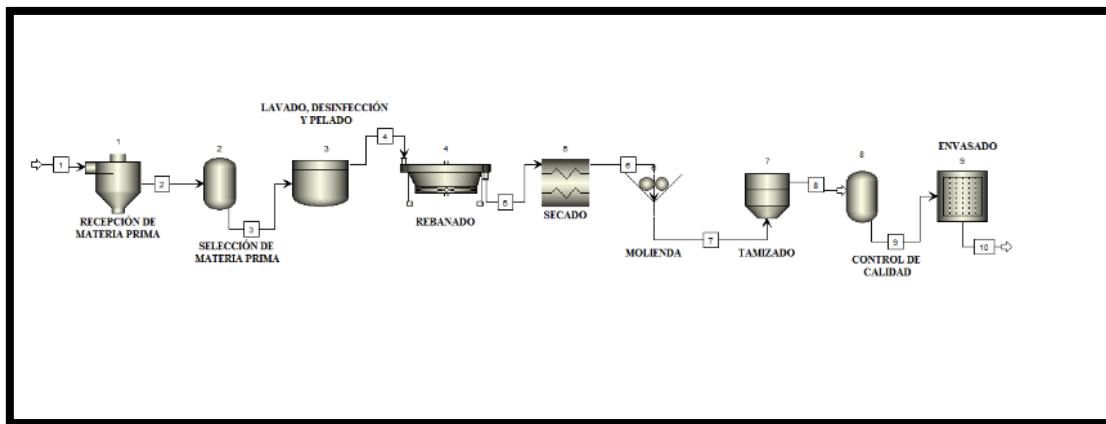 LAVADO, DESINFECCIÓN
Y PELADO
ENVASADO
1
2
3
4
5
6
7
8
9
1
2
3
4
5
6
7
8
9
10
RECEPCIÓN DE
MATERIA PRIMA
SELECCIÓN DE
MATERIA PRIMA
REBANADO
SECADO
MOLIENDA
TAMIZADO
CONTROL DE
CALIDAD